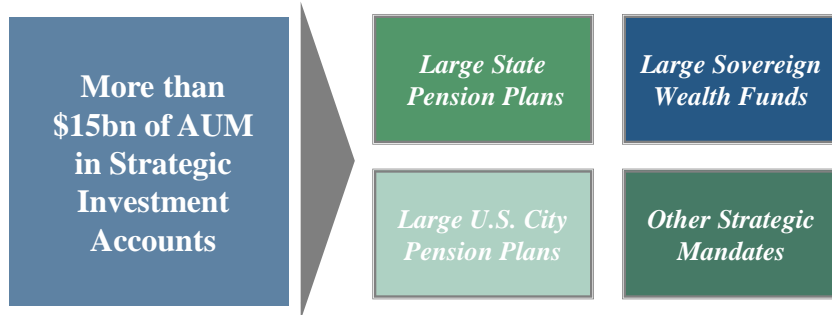 More than
$15bn of AUM
in Strategic
Investment
Accounts
Large State
Pension Plans
Large Sovereign
Wealth Funds
Large U.S. City
Pension Plans
Other Strategic
Mandates